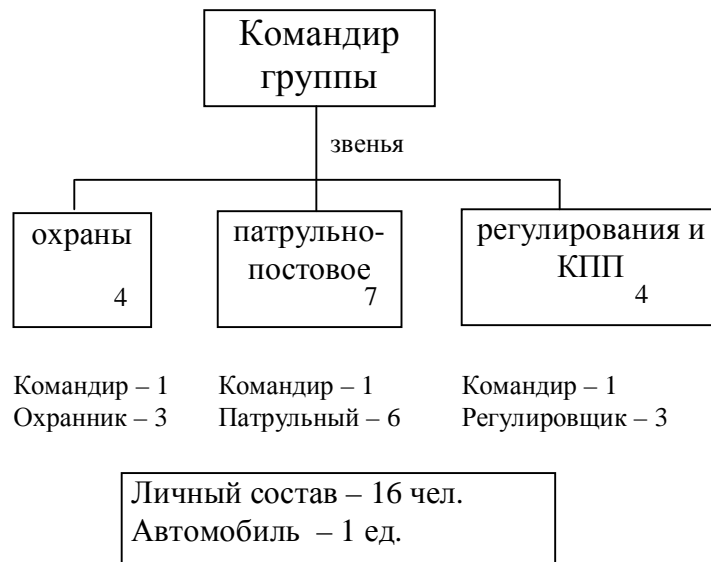 Командир
группы
звенья
охраны
4
патрульно-
постовое
7
регулирования и
КПП
4
Командир – 1
Охранник – 3
Командир – 1
Патрульный – 6
Командир – 1
Регулировщик – 3
Личный состав – 16 чел.
Автомобиль – 1 ед.